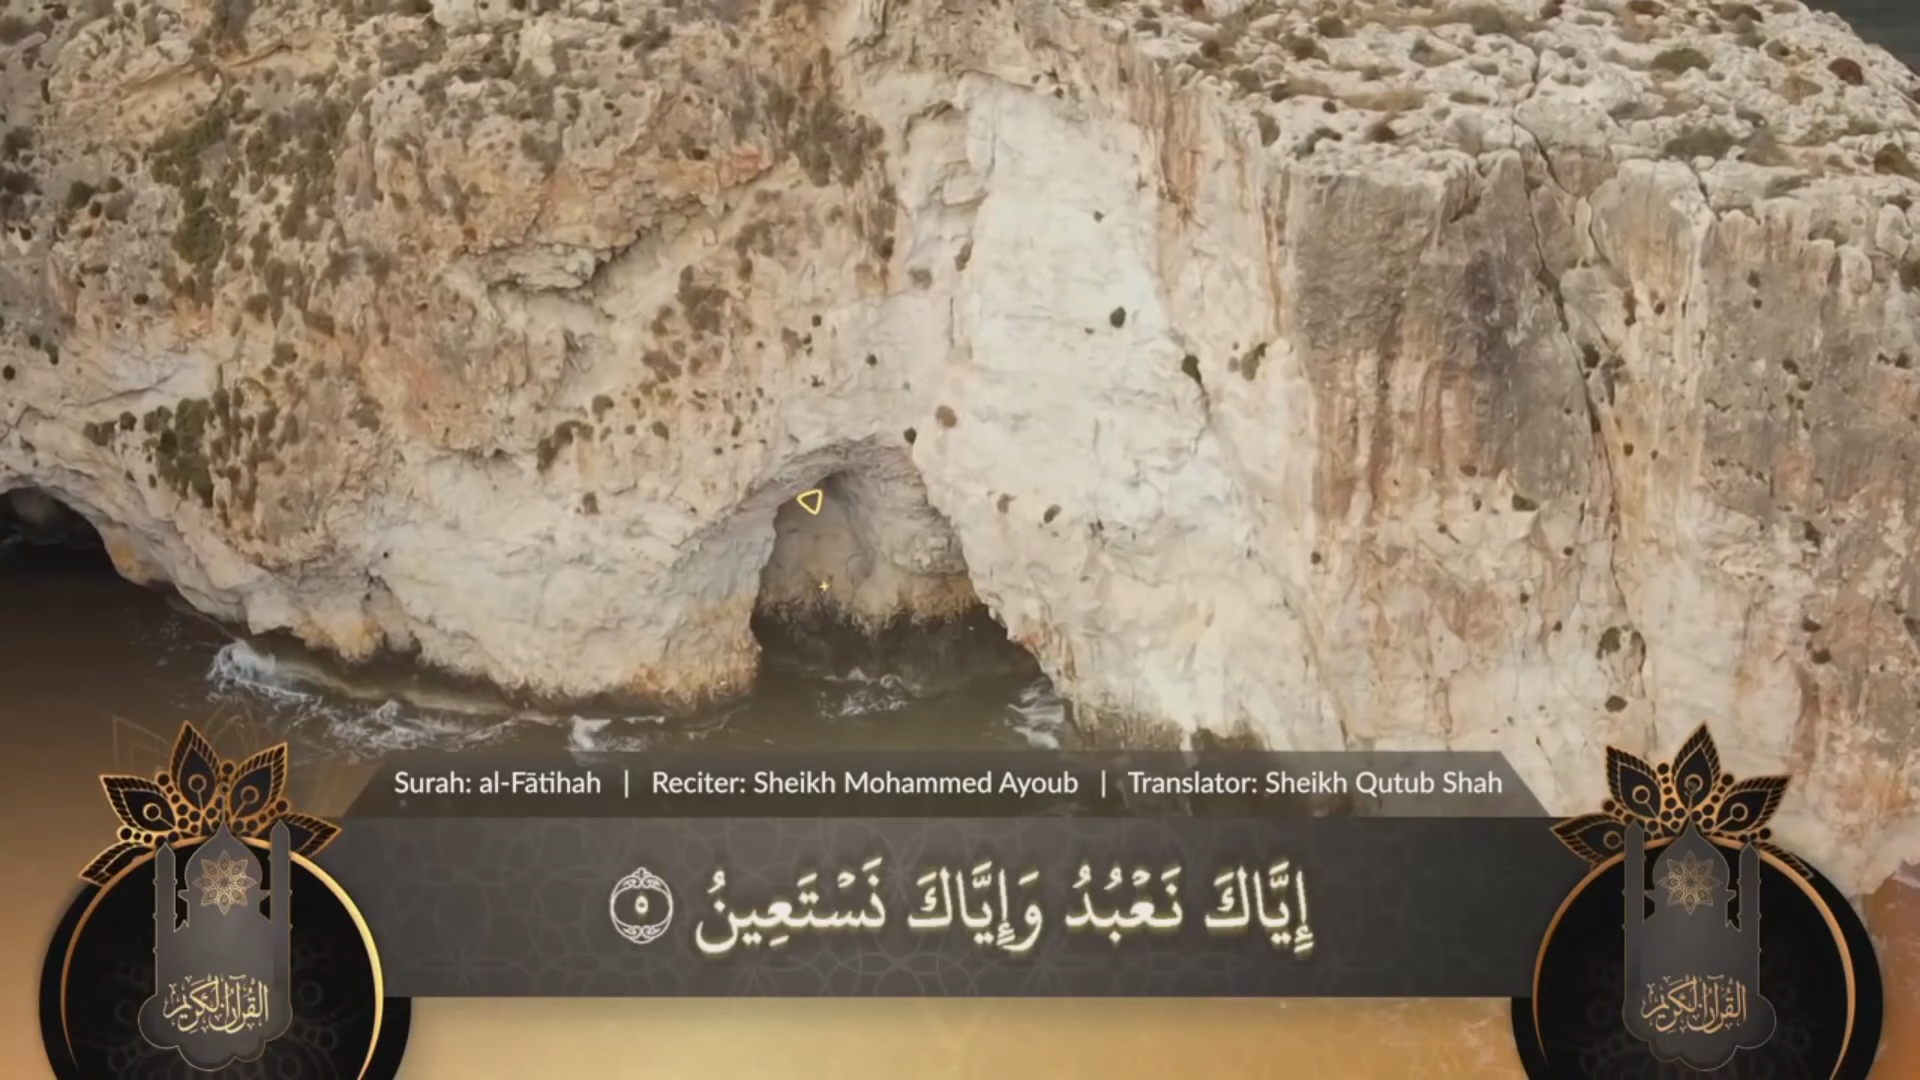 Surah: al-Fātihah | Reciter: Sheikh Mohammed Ayoub | Translator: Sheikh Qutub Shah
إِيَّاكَ نَعْبُدُ وَإِيَّاكَ نَسْتَعِينُ ٥
القرآن الكريم
القرآن الكريم